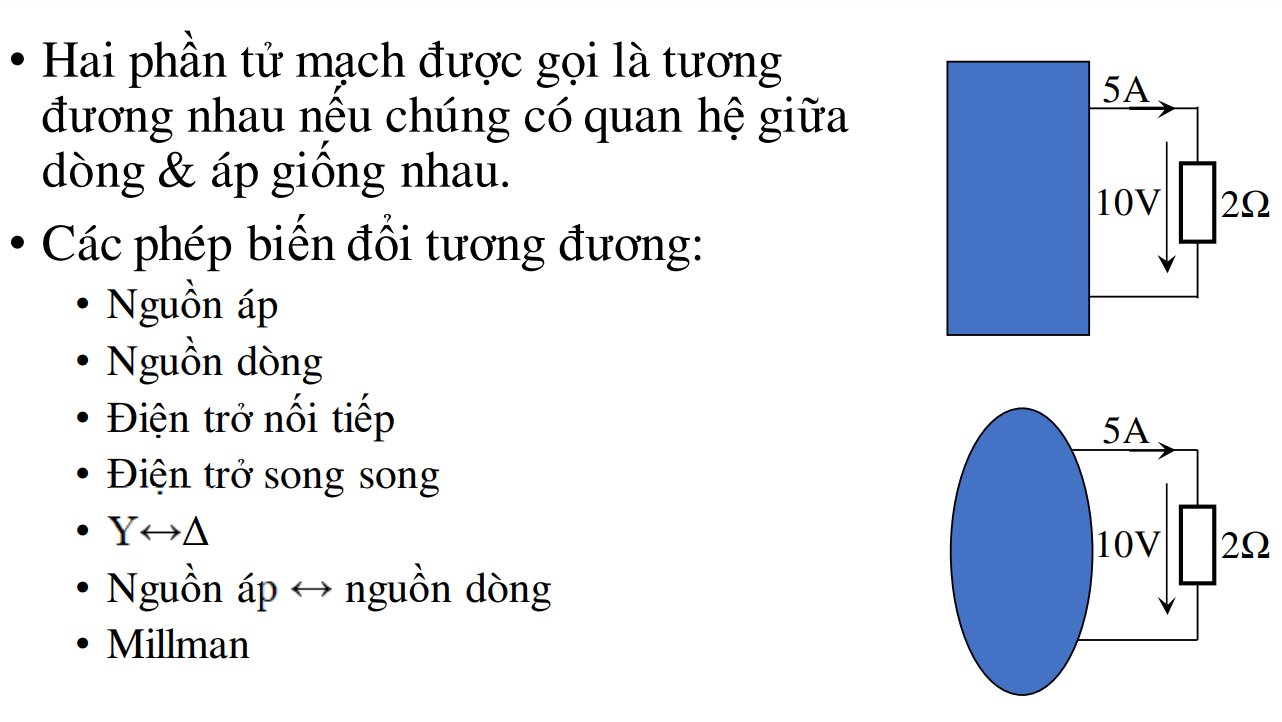 • Hai phần tử mạch được gọi là tương
đương nhau nếu chúng có quan hệ giữa
dòng & áp giống nhau.
• Các phép biến đổi tương đương:
• Nguồn áp
• Nguồn dòng
• Điện trở nối tiếp
• Điện trở song song
• Y↔Δ
• Nguồn áp ↔ nguồn dòng
• Millman
5A
10V
2Ω
5A
10V
2Ω